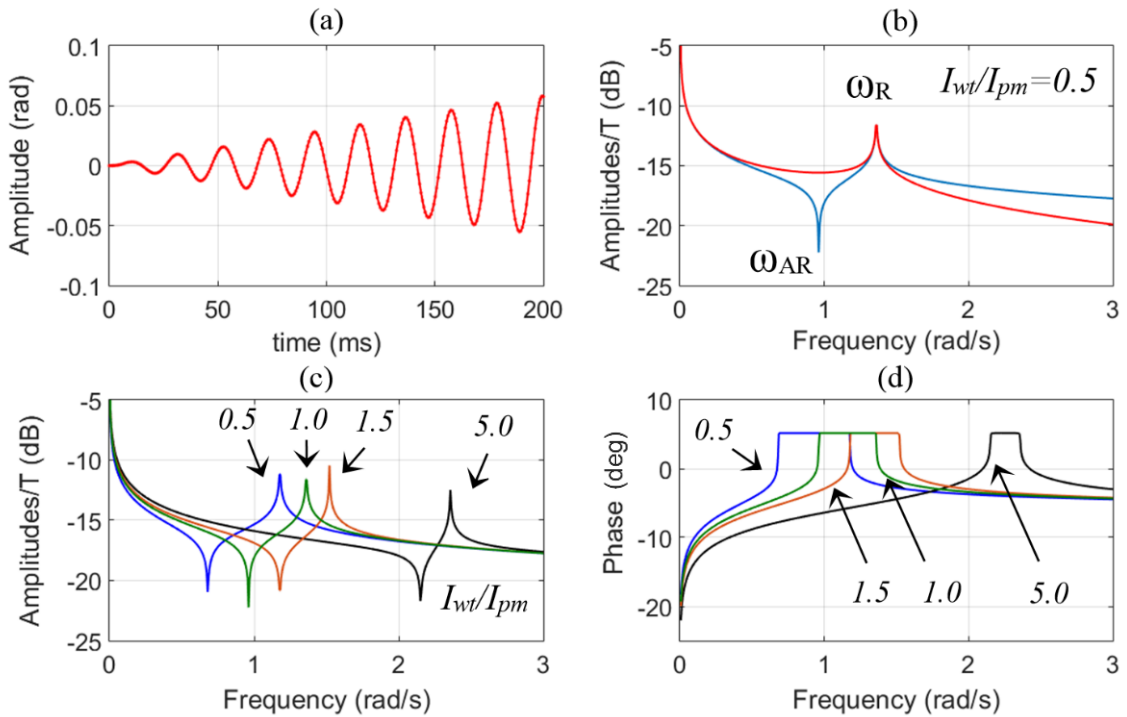 (a)
Amplitude (rad)
0.1
0.05
0
-0.05
-0.1
0 50 100 150 200
time (ms)
(b)
Amplitudes/T (dB)
-5
-10
-15
-20
-25
ωR
Iwt/Ipm=0.5
ωAR
0 1 2 3
Frequency (rad/s)
(c)
Amplitudes/T (dB)
-5
-10
-15
-20
-25
0.5 1.0 1.5 5.0
Iwt/Ipm
0 1 2 3
Frequency (rad/s)
(d)
Phase (deg)
10
0
-10
-20
0.5
1.5 1.0 5.0
0 1 2 3
Frequency (rad/s)